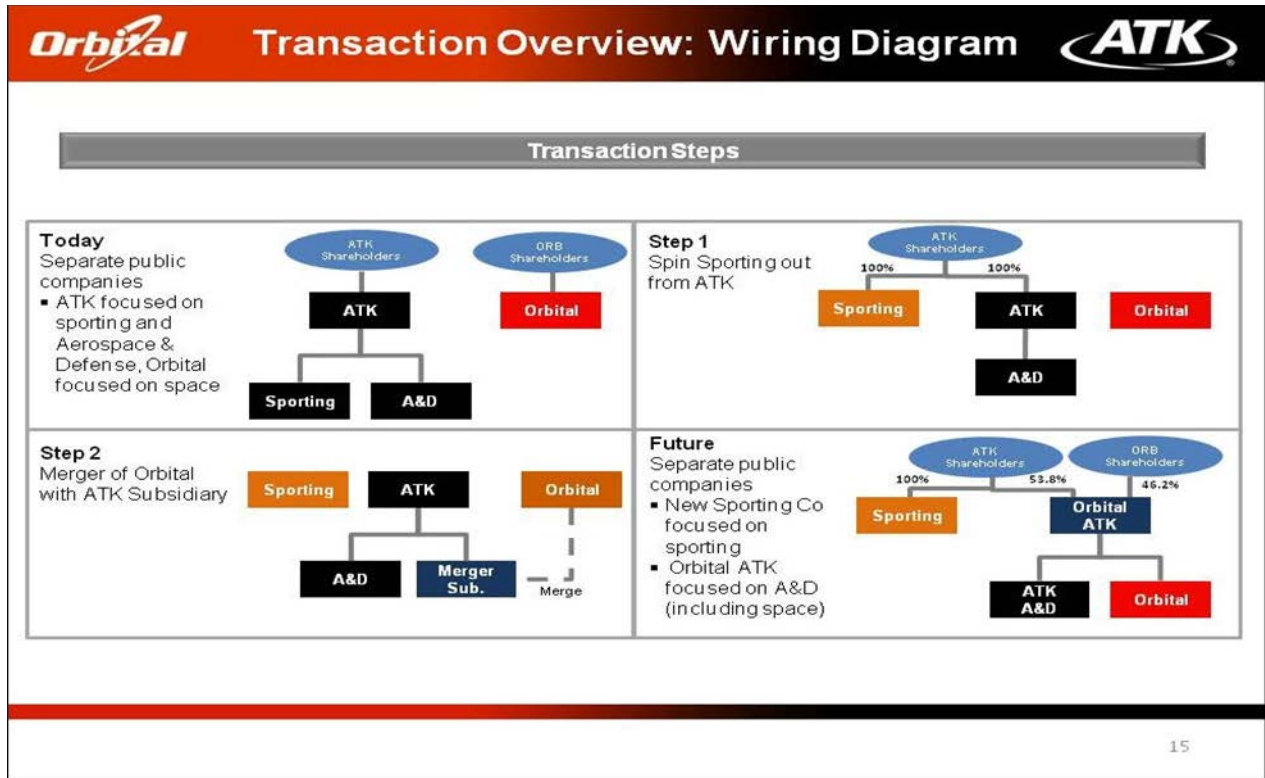 Orbital
Transaction Overview: Wiring Diagram
ATK
Transaction Steps
Today
Separate public
companies
▪ ATK focused on
sporting and
Aerospace &
Defense, Orbital
focused on space
ATK
Shareholders
ORB
Shareholders
ATK
Orbital
Sporting
A&D
Step 1
Spin Sporting out
from ATK
ATK
Shareholders
100%
100%
Sporting
ATK
Orbital
A&D
Step 2
Merger of Orbital
with ATK Subsidiary
Sporting
ATK
Orbital
A&D
Merger
Sub.
Merge
Future
Separate public
companies
▪ New Sporting Co
focused on
sporting
▪ Orbital ATK
focused on A&D
(including space)
ATK
Shareholders
ORB
Shareholders
100%
53.8%
46.2%
Sporting
Orbital
ATK
ATK
A&D
Orbital
15